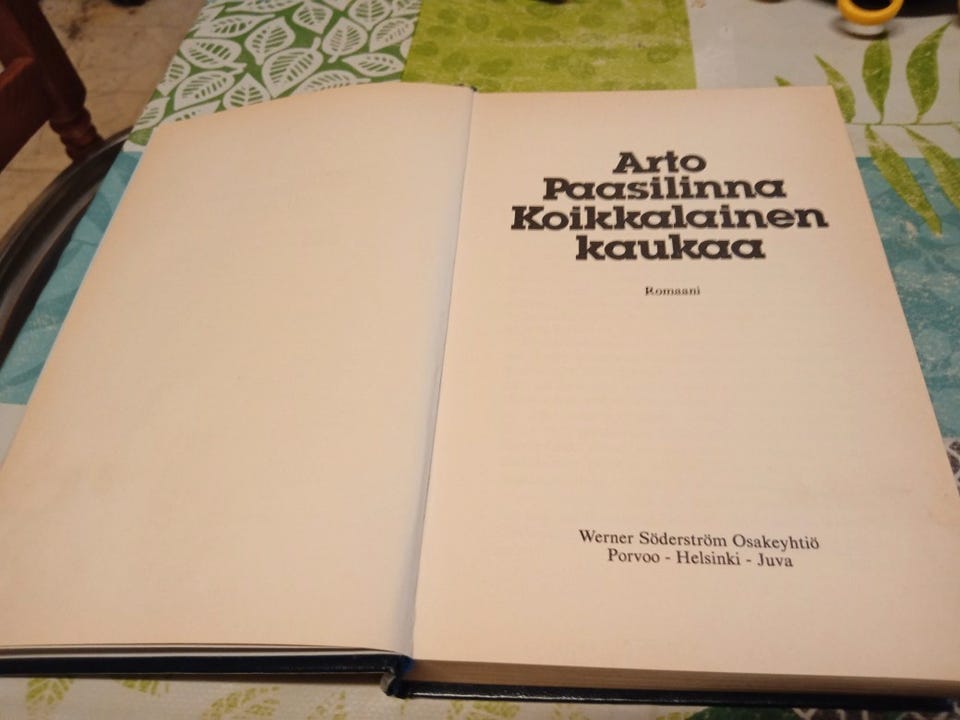 Arto
Paasilinna
Koikkalainen
kaukaa
Romaani
Werner Söderström Osakeyhtiö
Porvoo - Helsinki - Juva